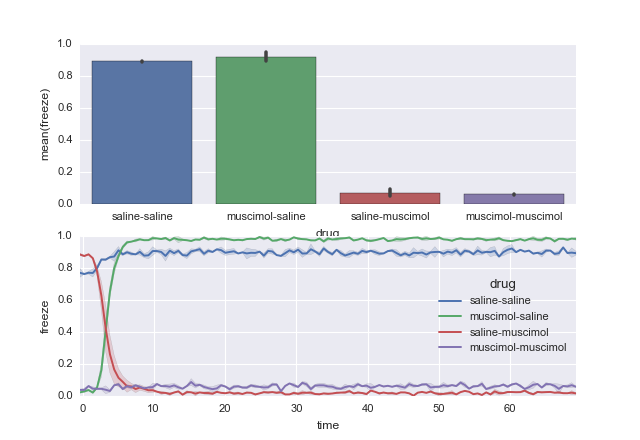 1.0
0.8
0.6
0.4
0.2
0.0
mean(freeze)
saline-saline muscimol-saline saline-muscimol muscimol-muscimol
drug
1.0
0.8
0.6
0.4
0.2
0.0
freeze
drug
saline-saline
muscimol-saline
saline-muscimol
muscimol-muscimol
0 10 20 30 40 50 60
time